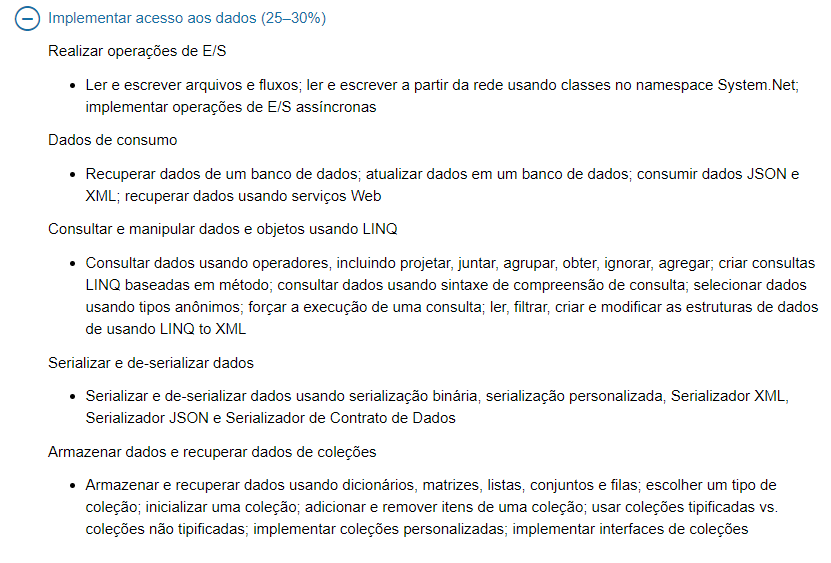 Implementar acesso aos dados (25–30%)
Realizar operações de E/S
• Ler e escrever arquivos e fluxos; ler e escrever a partir da rede usando classes no namespace System.Net;
implementar operações de E/S assíncronas
Dados de consumo
• Recuperar dados de um banco de dados; atualizar dados em um banco de dados; consumir dados JSON e
XML; recuperar dados usando serviços Web
Consultar e manipular dados e objetos usando LINQ
• Consultar dados usando operadores, incluindo projetar, juntar, agrupar, obter, ignorar, agregar; criar consultas
LINQ baseadas em método; consultar dados usando sintaxe de compreensão de consulta; selecionar dados
usando tipos anônimos; forçar a execução de uma consulta; ler, filtrar, criar e modificar as estruturas de dados
de usando LINQ to XML
Serializar e de-serializar dados
• Serializar e de-serializar dados usando serialização binária, serialização personalizada, Serializador XML,
Serializador JSON e Serializador de Contrato de Dados
Armazenar dados e recuperar dados de coleções
• Armazenar e recuperar dados usando dicionários, matrizes, listas, conjuntos e filas; escolher um tipo de
coleção; inicializar uma coleção; adicionar e remover itens de uma coleção; usar coleções tipificadas vs.
coleções não tipificadas; implementar coleções personalizadas; implementar interfaces de coleções